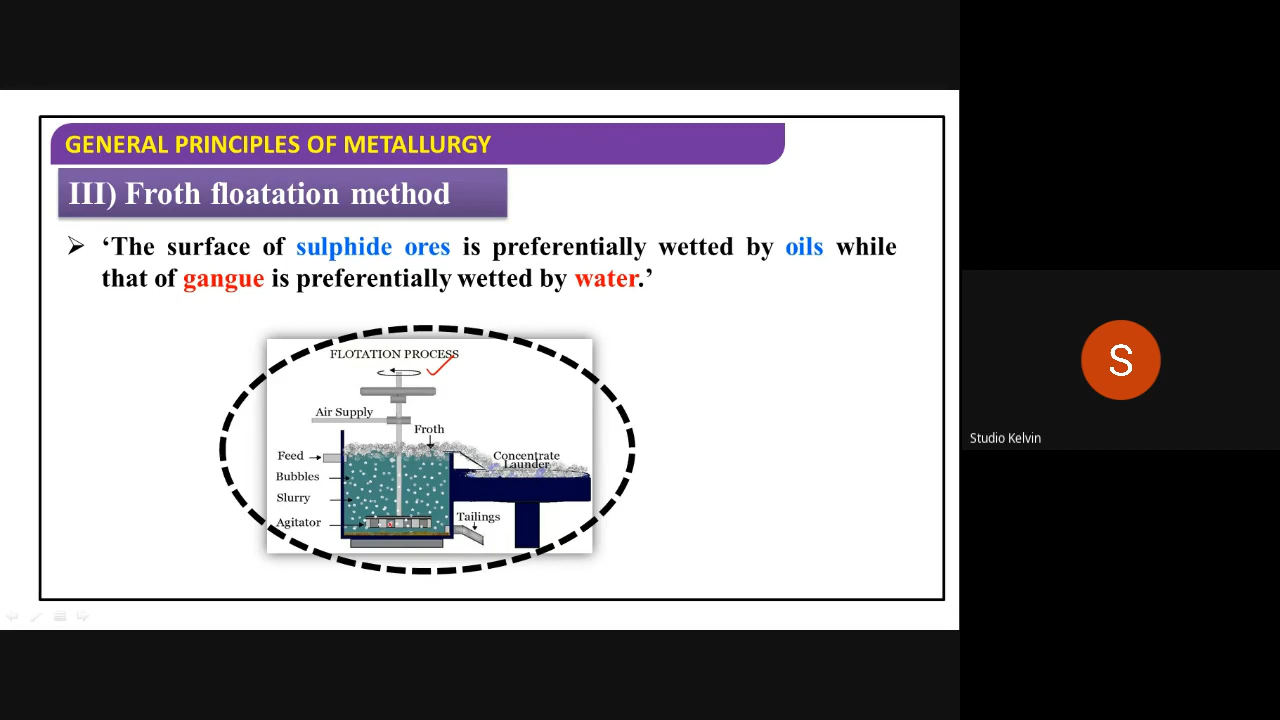 GENERAL PRINCIPLES OF METALLURGY
III) Froth floatation method
‘The surface of sulphide ores is preferentially wetted by oils while
that of gangue is preferentially wetted by water.’
FLOTATION PROCESS
Air Supply
Froth
Feed
Concentrate
Launder
Bubbles
Slurry
Agitator
Tailings
S
Studio Kelvin